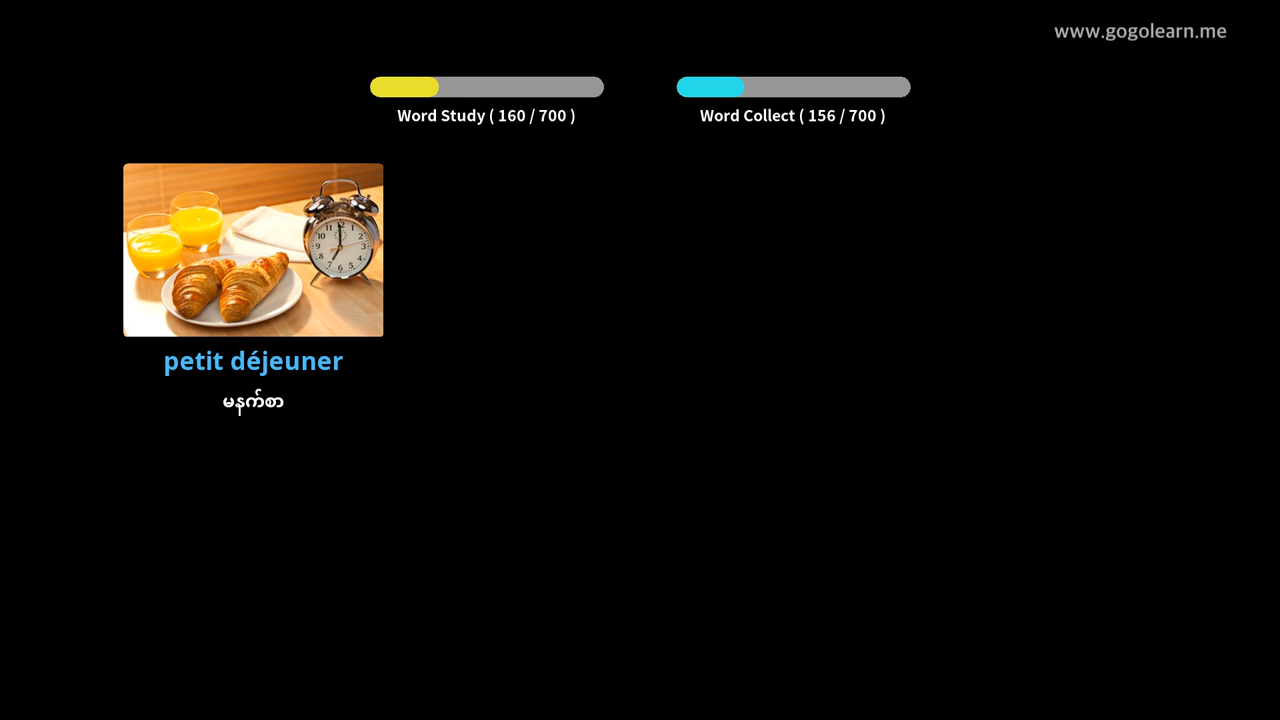 www.gogolearn.me
Word Study ( 160 / 700 )
Word Collect ( 156 / 700 )
petit déjeuner
မနက်စာ